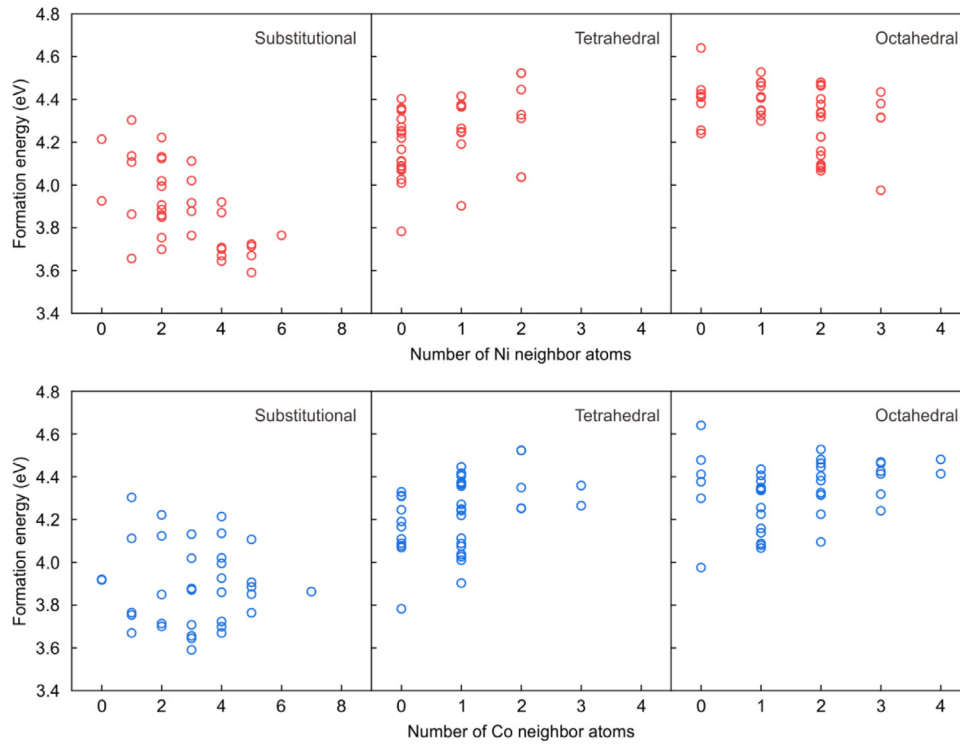 4.8
4.6
4.4
4.2
4.0
3.8
3.6
3.4
Formation energy (eV)
Substitutional
Tetrahedral
Octahedral
0 2 4 6 8 0 1 2 3 4 0 1 2 3 4
Number of Ni neighbor atoms
4.8
4.6
4.4
4.2
4.0
3.8
3.6
3.4
Formation energy (eV)
Substitutional
Tetrahedral
Octahedral
0 2 4 6 8 0 1 2 3 4 0 1 2 3 4
Number of Co neighbor atoms